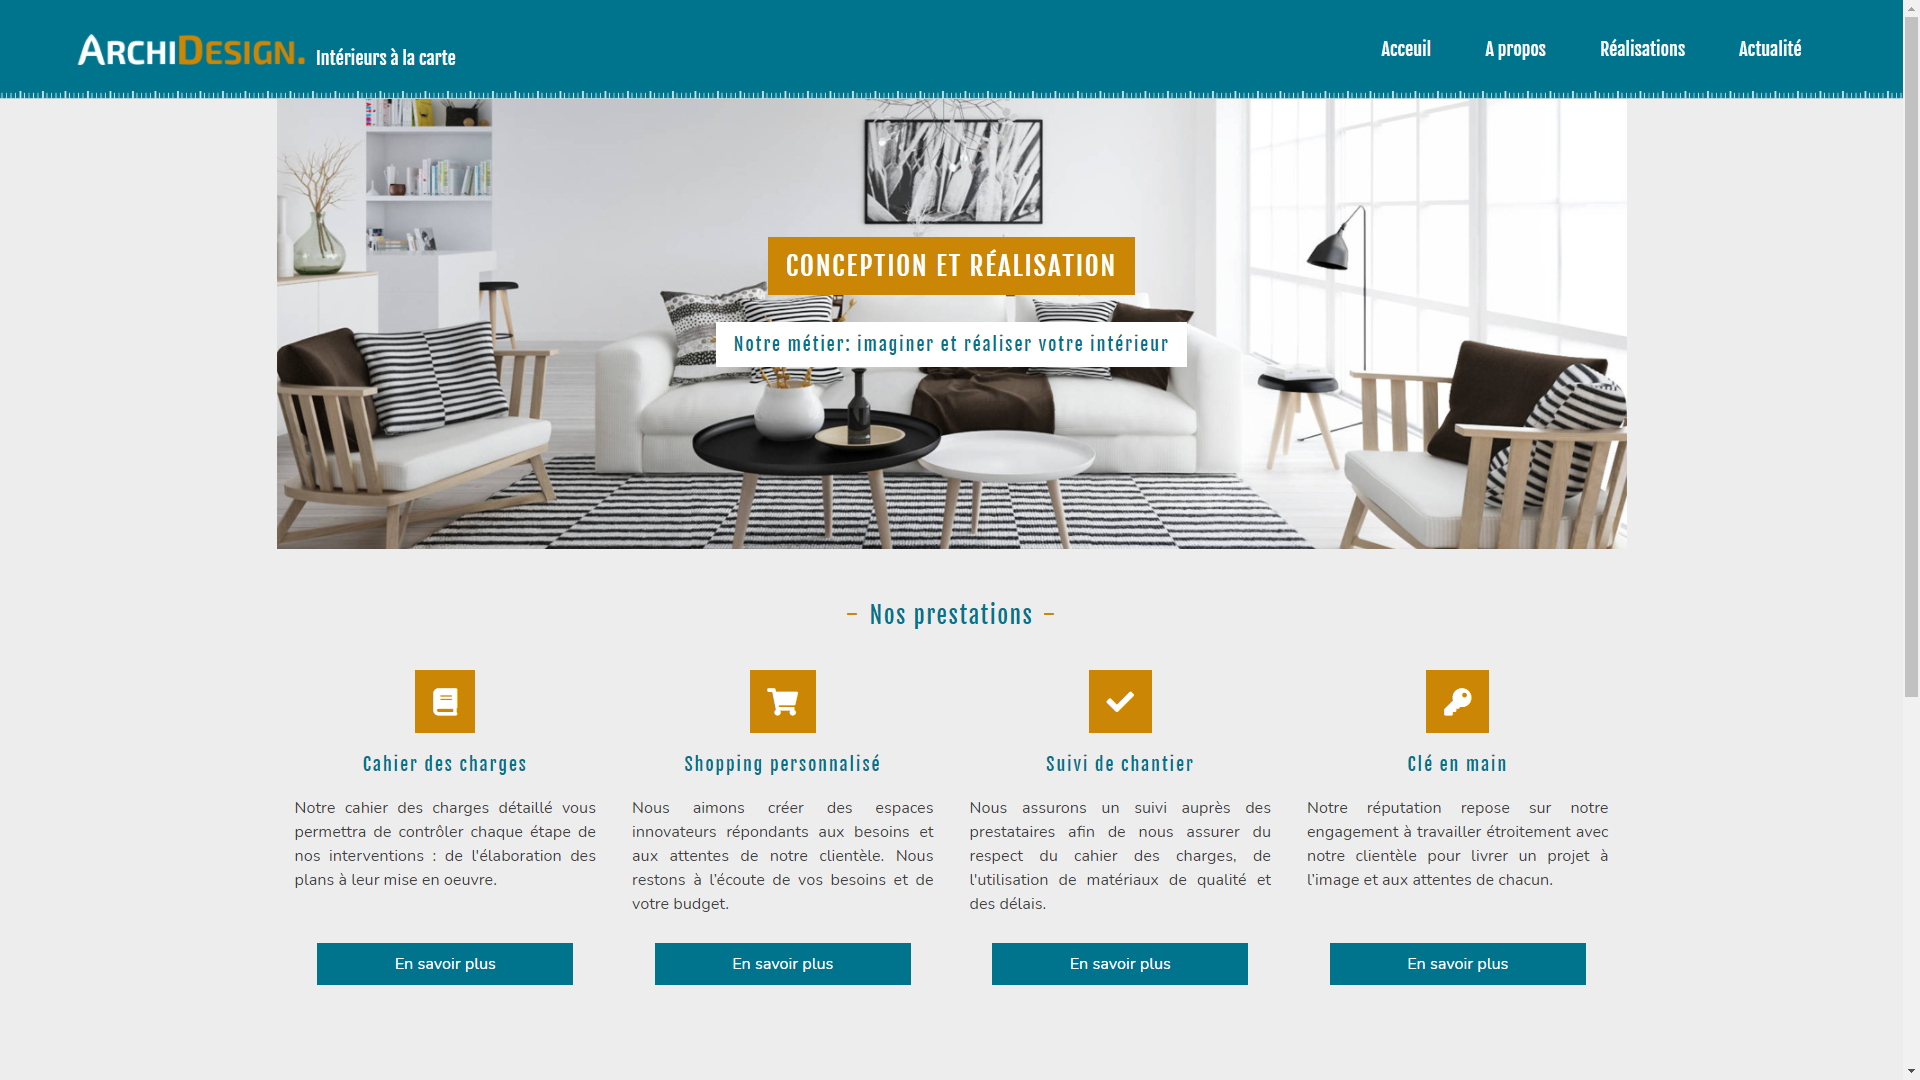 ARCHIDESIGN. Intérieurs à la carte
Acceuil A propos Réalisations Actualité
CONCEPTION ET RÉALISATION
Notre métier: imaginer et réaliser votre intérieur
– Nos prestations –
Cahier des charges
Notre cahier des charges détaillé vous
permettra de contrôler chaque étape de
nos interventions : de l'élaboration des
plans à leur mise en oeuvre.
En savoir plus
Shopping personnalisé
Nous aimons créer des espaces
innovateurs répondants aux besoins et
aux attentes de notre clientèle. Nous
restons à l’écoute de vos besoins et de
votre budget.
En savoir plus
Suivi de chantier
Nous assurons un suivi auprès des
prestataires afin de nous assurer du
respect du cahier des charges, de
l'utilisation de matériaux de qualité et
des délais.
En savoir plus
Clé en main
Notre réputation repose sur notre
engagement à travailler étroitement avec
notre clientèle pour livrer un projet à
l’image et aux attentes de chacun.
En savoir plus